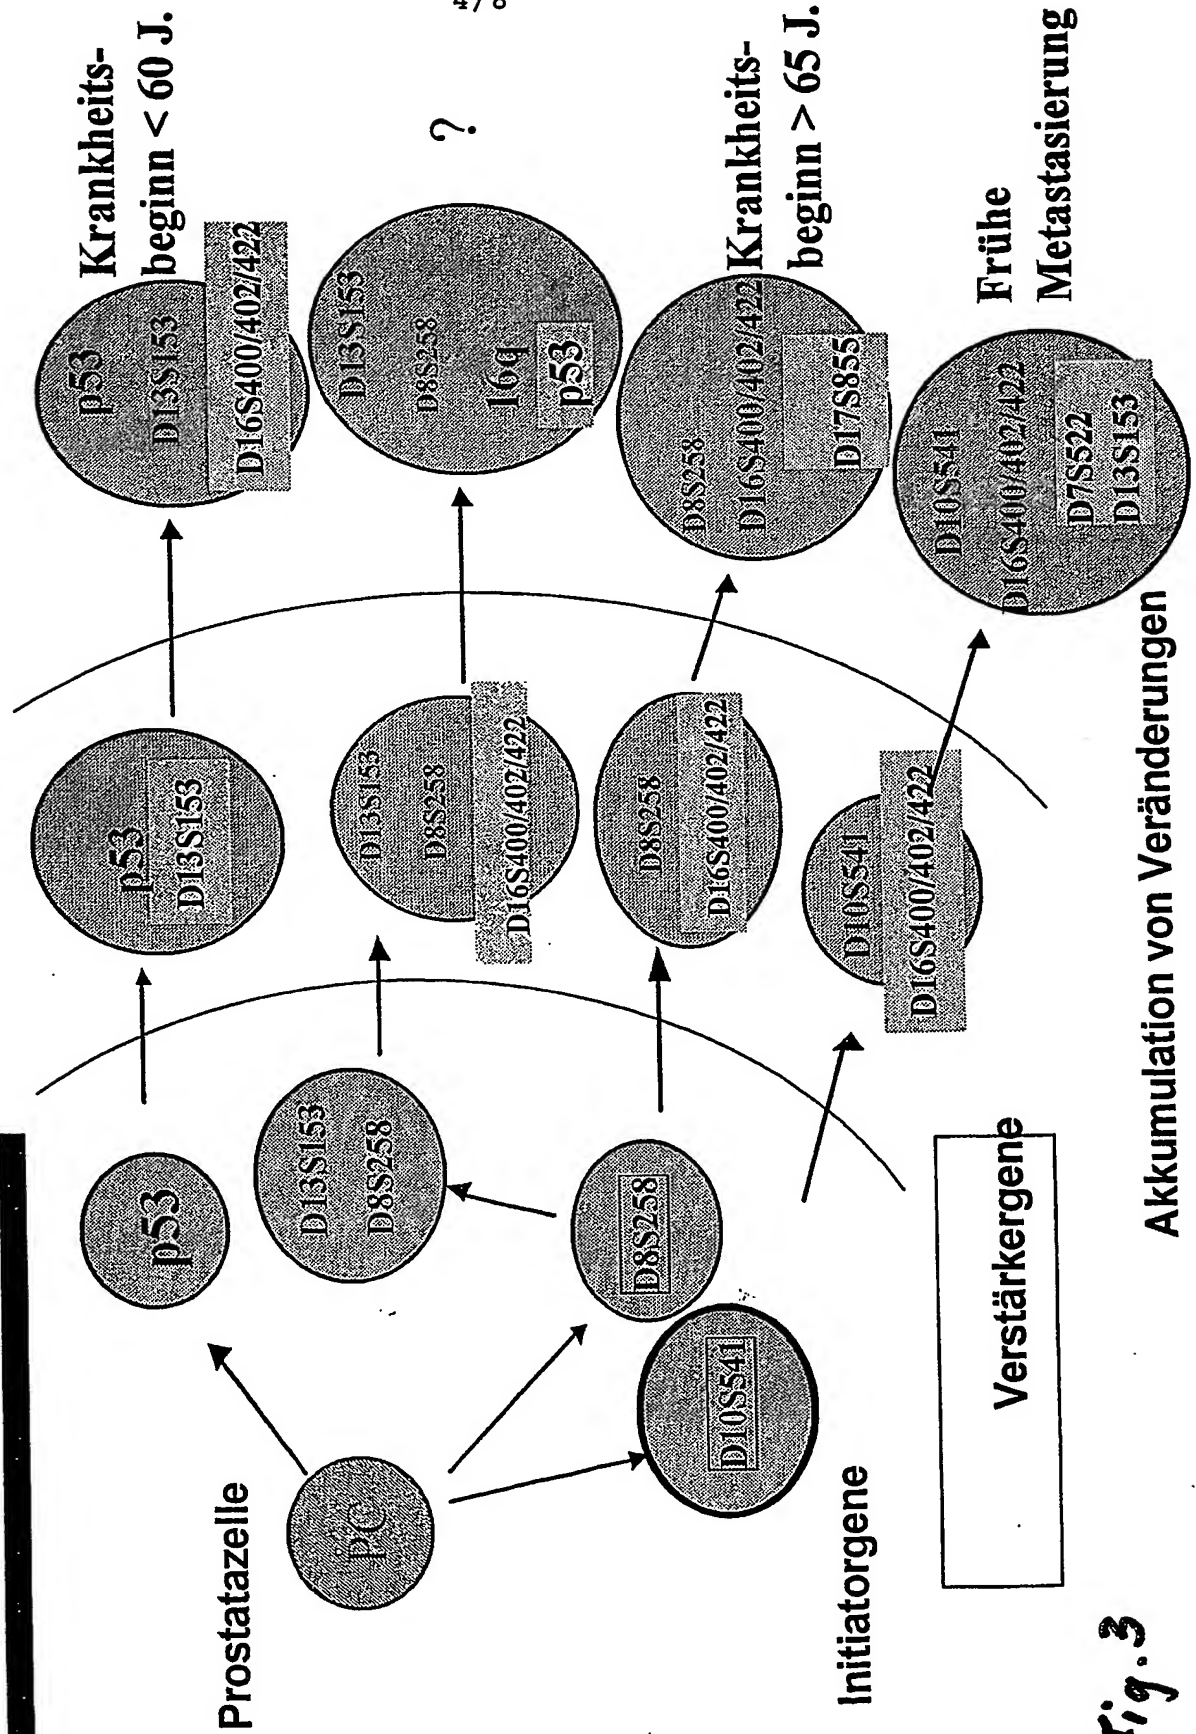 4/8
Prostatazelle
PC
Initiatorgene
p53
D13S153
D8S258
D8S258
D10S541
Verstärkergene
p53
D13S153
D13S153
D8S258
D16S400/402/422
D8S258
D16S400/402/422
D10S541
D16S400/402/422
Akkumulation von Veränderungen
p53
D13S153
D16S400/402/422
Krankheits-
beginn < 60 J.
D13S153
D8S258
16q
p53
?
D8S258
D16S400/402/422
D17S855
Krankheits-
beginn > 65 J.
D10S541
D16S400/402/422
D7S522
D13S153
Frühe
Metastasierung
Fig.3